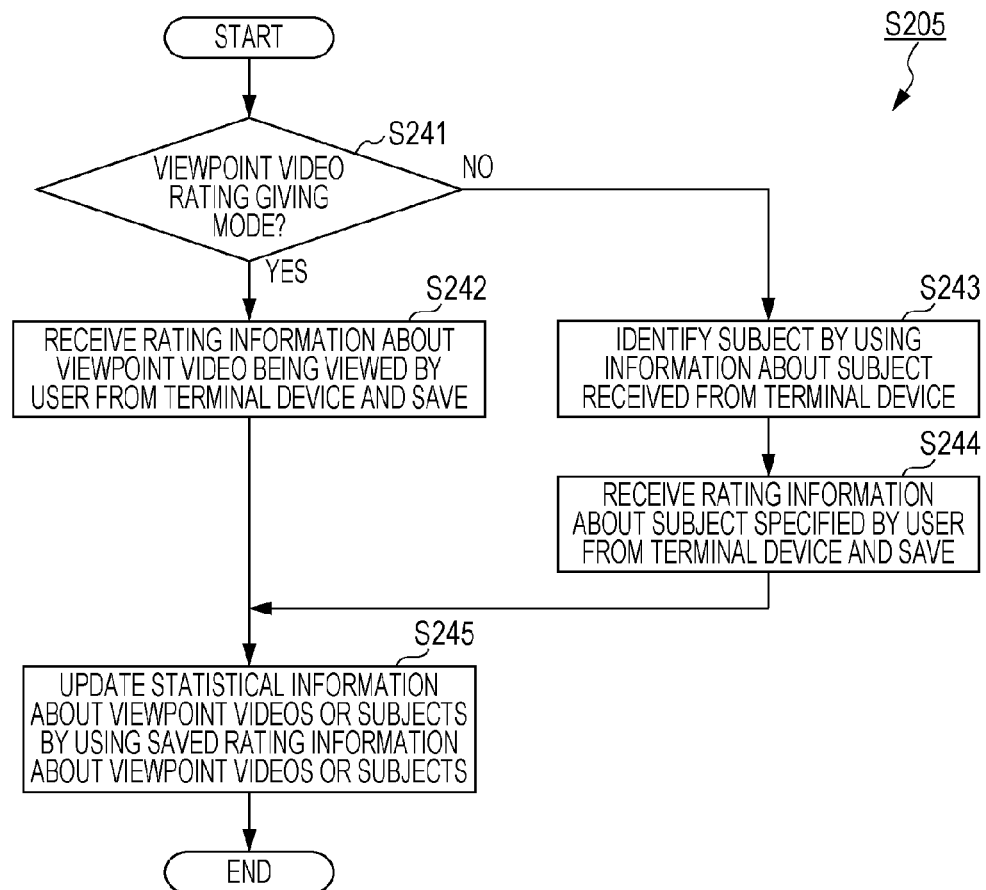 START
S205
S241
VIEWPOINT VIDEO
RATING GIVING
MODE?
NO
YES
S242
RECEIVE RATING INFORMATION ABOUT
VIEWPOINT VIDEO BEING VIEWED BY
USER FROM TERMINAL DEVICE AND SAVE
S243
IDENTIFY SUBJECT BY USING
INFORMATION ABOUT SUBJECT
RECEIVED FROM TERMINAL DEVICE
S244
RECEIVE RATING INFORMATION
ABOUT SUBJECT SPECIFIED BY USER
FROM TERMINAL DEVICE AND SAVE
S245
UPDATE STATISTICAL INFORMATION
ABOUT VIEWPOINT VIDEOS OR SUBJECTS
BY USING SAVED RATING INFORMATION
ABOUT VIEWPOINT VIDEOS OR SUBJECTS
END